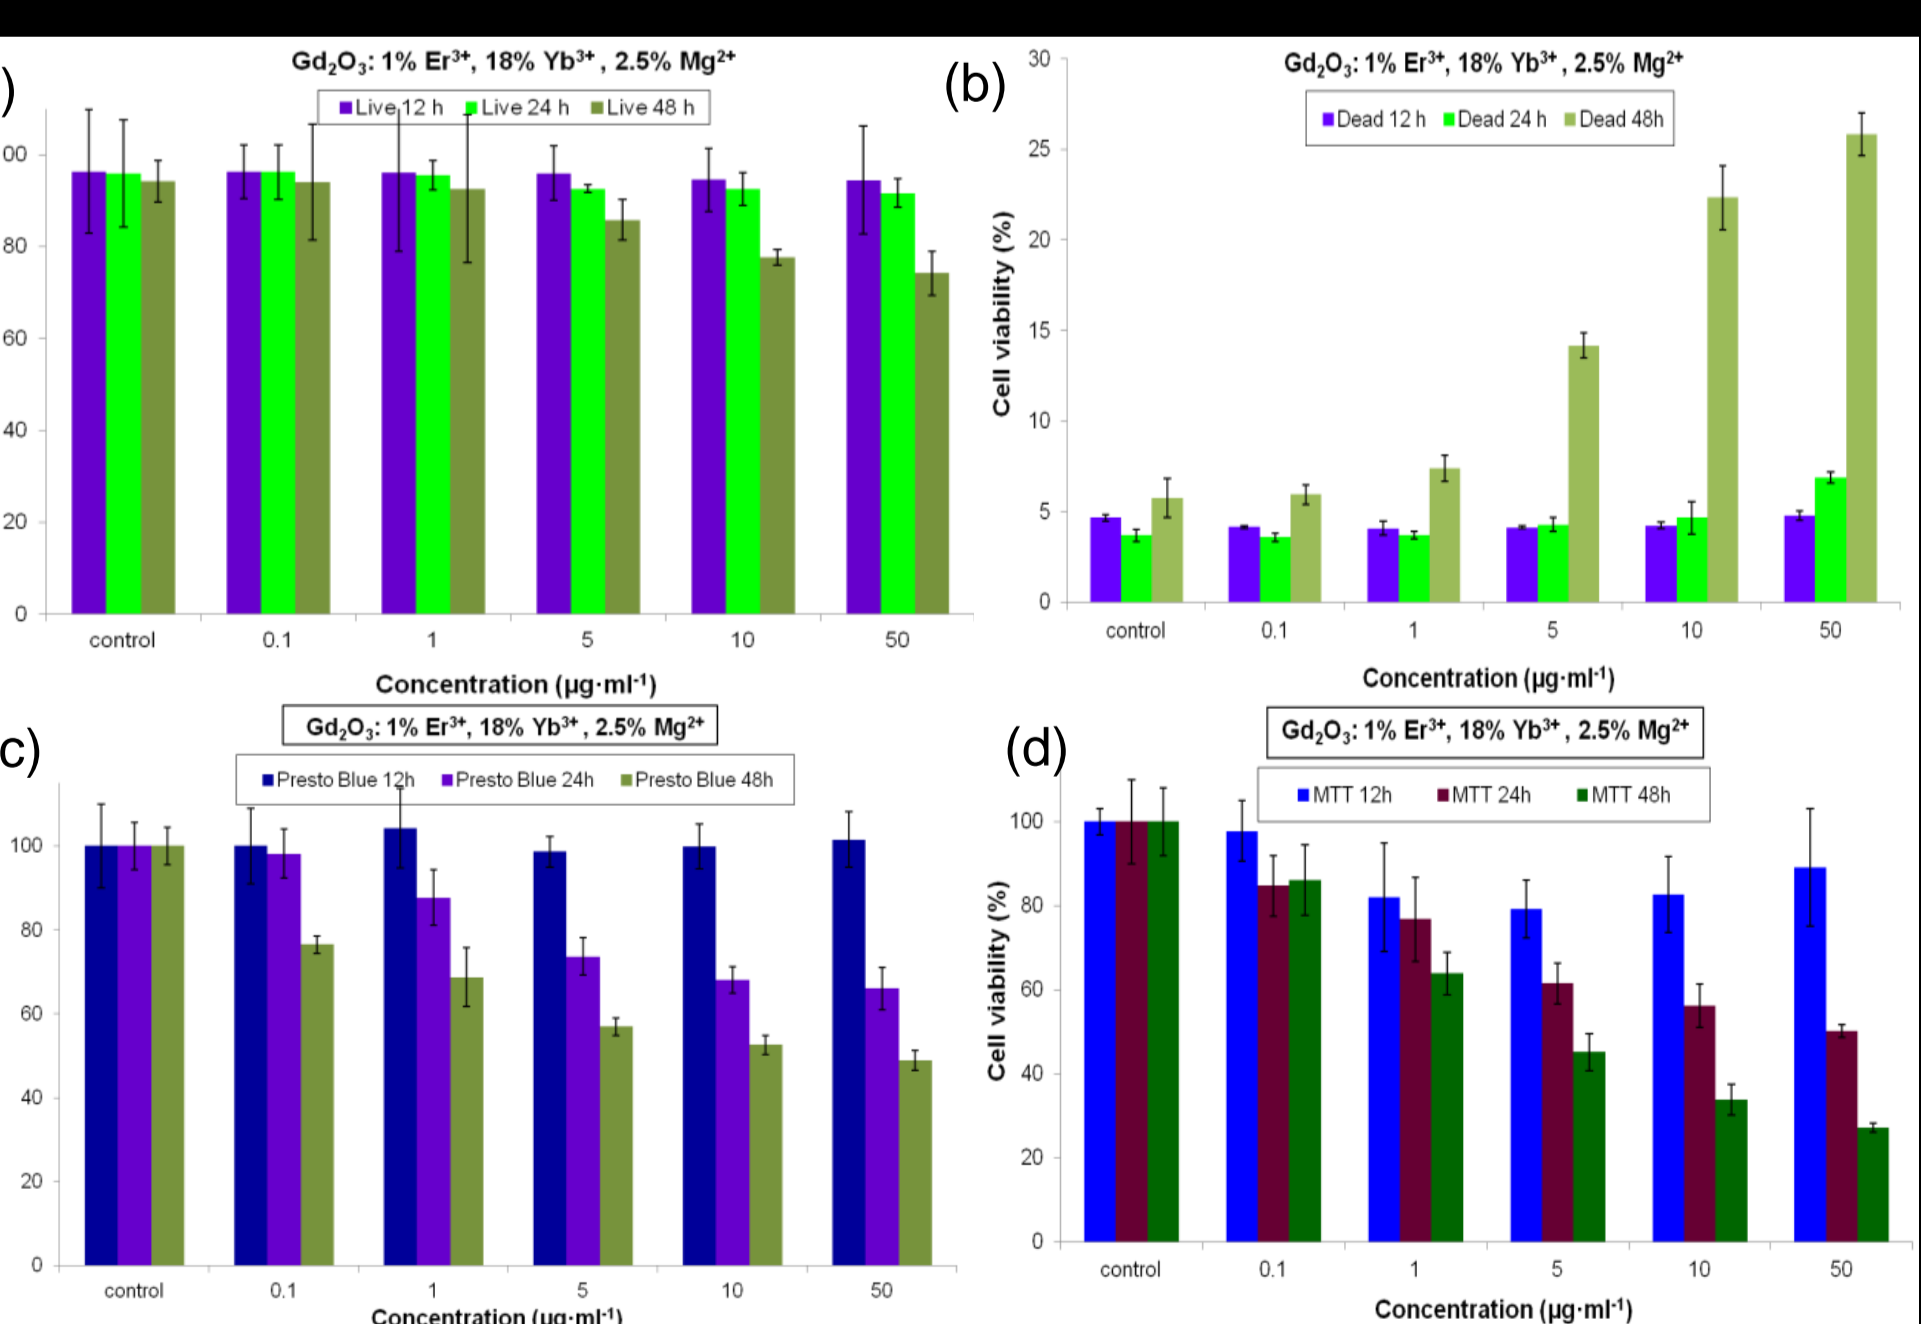 )
Gd₂O₃: 1% Er³⁺, 18% Yb³⁺, 2.5% Mg²⁺
Live 12 h Live 24 h Live 48 h
00
80
60
40
20
0
control 0.1 1 5 10 50
Concentration (µg·ml⁻¹)
(b)
Gd₂O₃: 1% Er³⁺, 18% Yb³⁺, 2.5% Mg²⁺
Dead 12 h Dead 24 h Dead 48h
Cell viability (%)
30
25
20
15
10
5
0
control 0.1 1 5 10 50
Concentration (µg·ml⁻¹)
c)
Gd₂O₃: 1% Er³⁺, 18% Yb³⁺, 2.5% Mg²⁺
Presto Blue 12h Presto Blue 24h Presto Blue 48h
100
80
60
40
20
0
control 0.1 1 5 10 50
Concentration (µg·ml⁻¹)
(d)
Gd₂O₃: 1% Er³⁺, 18% Yb³⁺, 2.5% Mg²⁺
MTT 12h MTT 24h MTT 48h
Cell viability (%)
100
80
60
40
20
0
control 0.1 1 5 10 50
Concentration (µg·ml⁻¹)